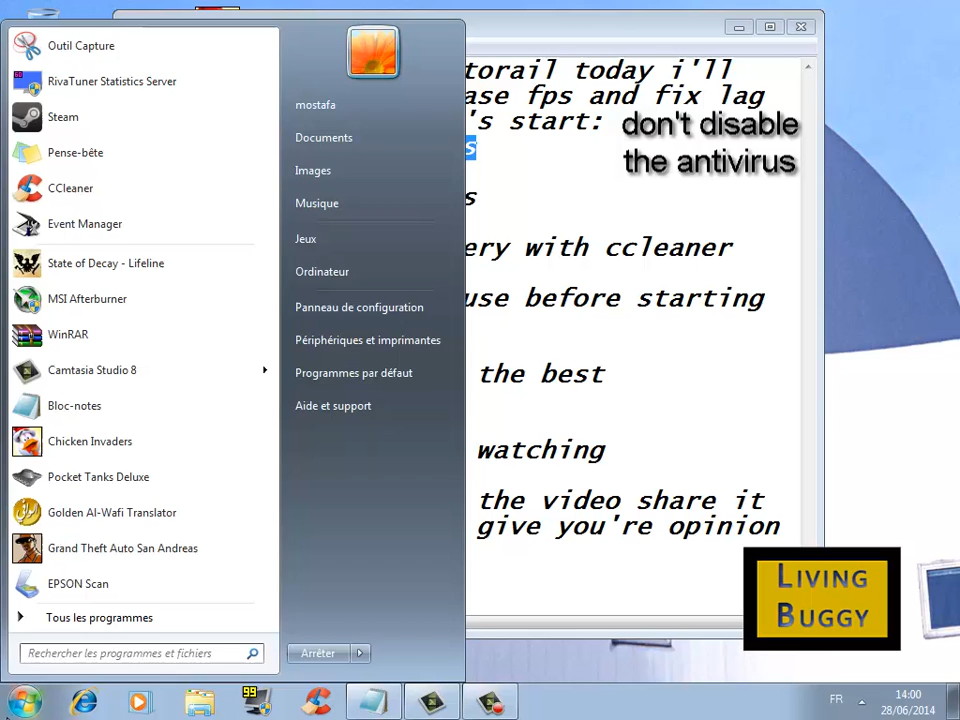 Outil Capture
RivaTuner Statistics Server
Steam
Pense-bête
CCleaner
Event Manager
State of Decay - Lifeline
MSI Afterburner
WinRAR
Camtasia Studio 8
Bloc-notes
Chicken Invaders
Pocket Tanks Deluxe
Golden Al-Wafi Translator
Grand Theft Auto San Andreas
EPSON Scan
Tous les programmes
Rechercher les programmes et fichiers
mostafa
Documents
Images
Musique
Jeux
Ordinateur
Panneau de configuration
Périphériques et imprimantes
Programmes par défaut
Aide et support
Arrêter
torail today i'll
ase fps and fix lag
's start:
s
s
ery with ccleaner
use before starting
the best
watching
the video share it
give you're opinion
don't disable
the antivirus
LIVING
BUGGY
99
FR
14:00
28/06/2014